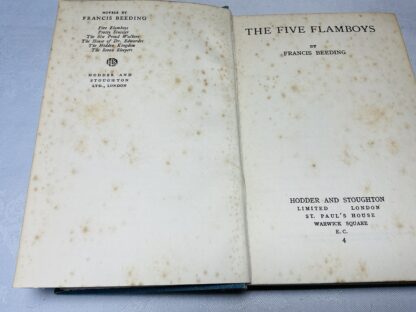 NOVELS BY
FRANCIS BEEDING
Five Flamboys
Pretty Sinister
The Six Proud Walkers
The House of Dr. Edwardes
The Hidden Kingdom
The Seven Sleepers
HODDER AND
STOUGHTON
LTD., LONDON
THE FIVE FLAMBOYS
BY
FRANCIS BEEDING
HODDER AND STOUGHTON
LIMITED LONDON
ST. PAUL'S HOUSE
WARWICK SQUARE
E.C.
4